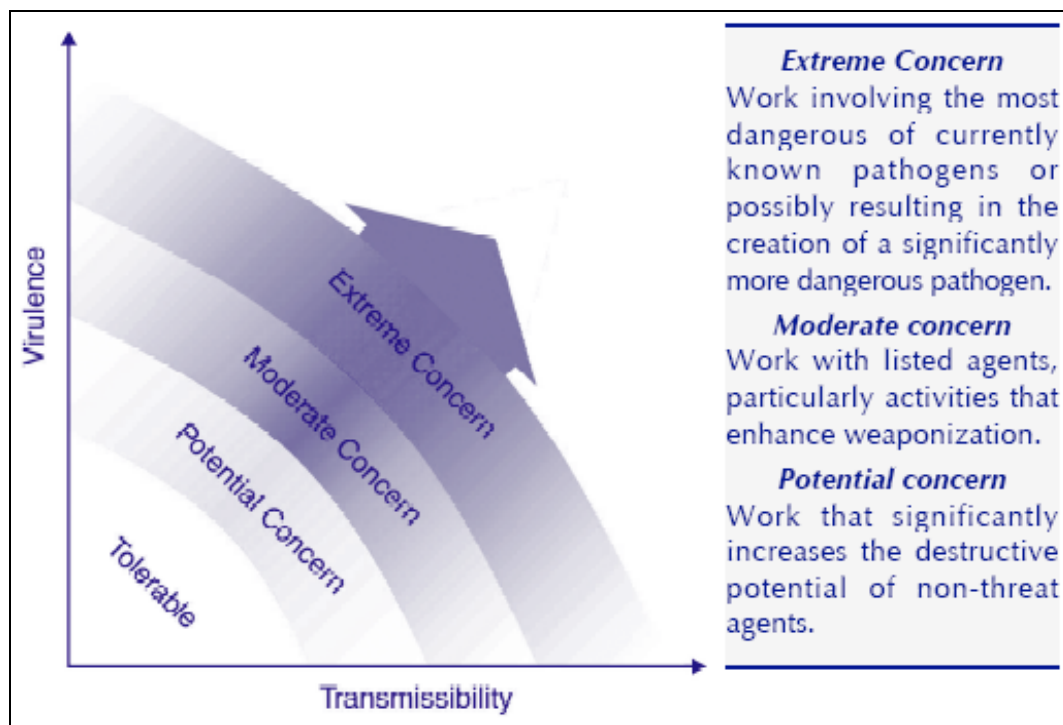 Virulence
Extreme Concern
Moderate Concern
Potential Concern
Tolerable
Transmissibility
Extreme Concern
Work involving the most
dangerous of currently
known pathogens or
possibly resulting in the
creation of a significantly
more dangerous pathogen.
Moderate concern
Work with listed agents,
particularly activities that
enhance weaponization.
Potential concern
Work that significantly
increases the destructive
potential of non-threat
agents.